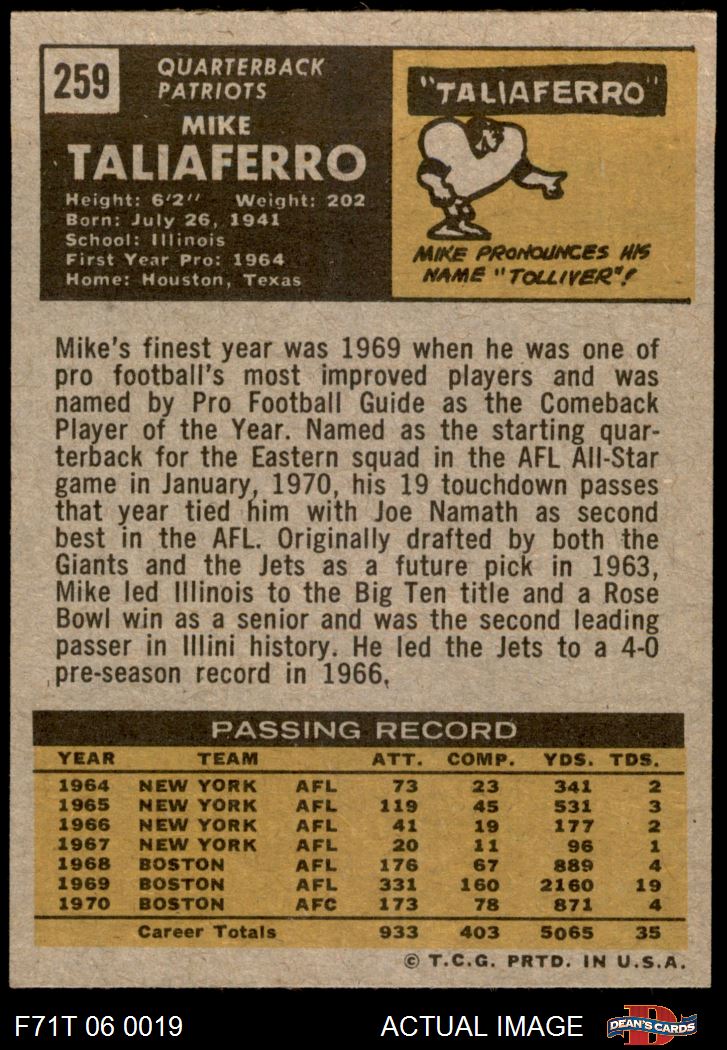 259
QUARTERBACK
PATRIOTS
MIKE
TALIAFERRO
Height: 6'2" Weight: 202
Born: July 26, 1941
School: Illinois
First Year Pro: 1964
Home: Houston, Texas
"TALIAFERRO"
MIKE PRONOUNCES HIS
NAME "TOLLIVER"!
Mike's finest year was 1969 when he was one of
pro football's most improved players and was
named by Pro Football Guide as the Comeback
Player of the Year. Named as the starting quar-
terback for the Eastern squad in the AFL All-Star
game in January, 1970, his 19 touchdown passes
that year tied him with Joe Namath as second
best in the AFL. Originally drafted by both the
Giants and the Jets as a future pick in 1963,
Mike led Illinois to the Big Ten title and a Rose
Bowl win as a senior and was the second leading
passer in Illini history. He led the Jets to a 4-0
pre-season record in 1966.
PASSING RECORD
YEAR TEAM ATT. COMP. YDS. TDS.
1964 NEW YORK AFL 73 23 341 2
1965 NEW YORK AFL 119 45 531 3
1966 NEW YORK AFL 41 19 177 2
1967 NEW YORK AFL 20 11 96 1
1968 BOSTON AFL 176 67 889 4
1969 BOSTON AFL 331 160 2160 19
1970 BOSTON AFC 173 78 871 4
Career Totals 933 403 5065 35
© T.C.G. PRTD. IN U.S.A.
F71T 06 0019 ACTUAL IMAGE D DEAN'S CARDS